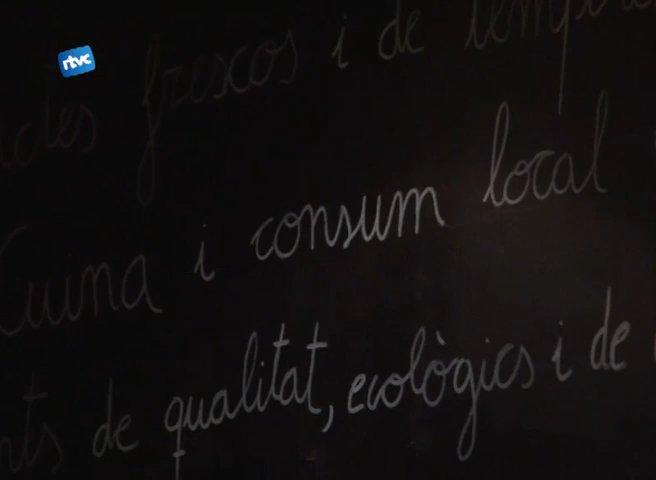 rtvc
frescos i de
Cuina i consum local
de qualitat, ecològics i de